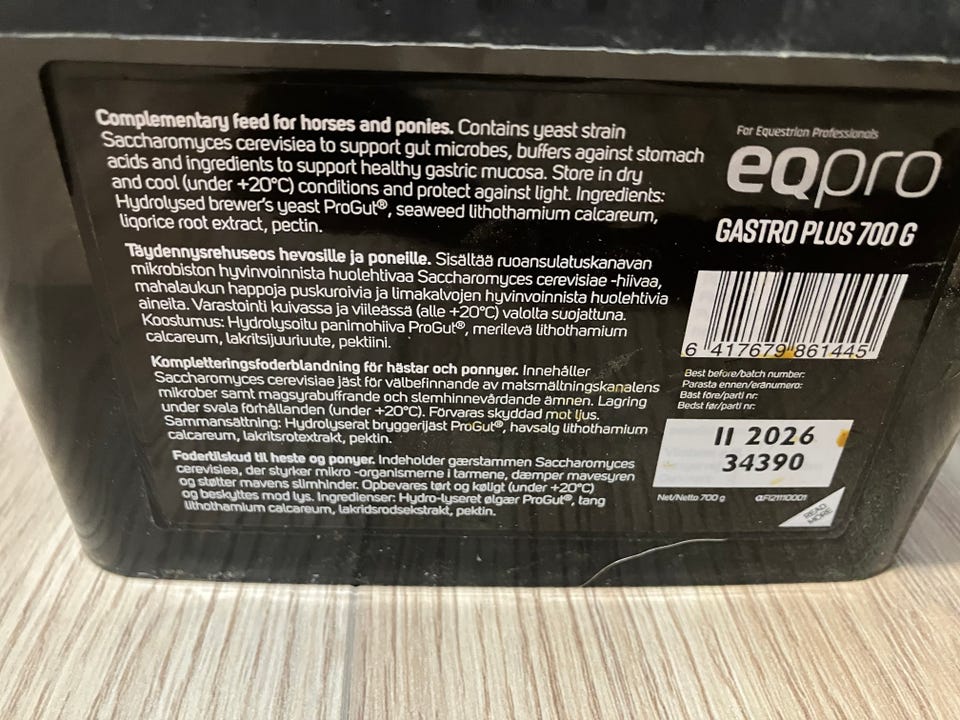 Complementary feed for horses and ponies. Contains yeast strain
Saccharomyces cerevisiea to support gut microbes, buffers against stomach
acids and ingredients to support healthy gastric mucosa. Store in dry
and cool (under +20°C) conditions and protect against light. Ingredients:
Hydrolysed brewer's yeast ProGut®, seaweed lithothamium calcareum,
liqorice root extract, pectin.
Täydennysrehuseos hevosille ja poneille. Sisältää ruoansulatuskanavan
mikrobiston hyvinvoinnista huolehtivaa Saccharomyces cerevisiae -hiivaa,
mahalaukun happoja puskuroivia ja limakalvojen hyvinvoinnista huolehtivia
aineita. Varastointi kuivassa ja viileässä (alle +20°C) valolta suojattuna.
Koostumus: Hydrolysoitu panimohiiva ProGut®, merilevä lithothamium
calcareum, lakritsijuuriuute, pektiini.
Kompletteringsfoderblandning för hästar och ponnyer. Innehåller
Saccharomyces cerevisiae jäst för välbefinnande av matsmältningskanalens
mikrober samt magsyrabuffrande och slemhinnevårdande ämnen. Lagring
under svala förhållanden (under +20°C). Förvaras skyddad mot ljus.
Sammansättning: Hydrolyserat bryggerijäst ProGut®, havsalg lithothamium
calcareum, lakritsrotextrakt, pektin.
Fodertilskud til heste og ponyer. Indeholder gærstammen Saccharomyces
cerevisiea, der styrker mikro -organismerne i tarmene, dæmper mavesyren
og støtter mavens slimhinder. Opbevares tørt og køligt (under +20°C)
og beskyttes mod lys. Ingredienser: Hydro-lyseret ølgær ProGut®, tang
lithothamium calcareum, lakridsrodsekstrakt, pektin.
For Equestrian Professionals
eqpro
GASTRO PLUS 700 G
6 417679 861445
Best before/batch number:
Parasta ennen/eränumero:
Bäst före/parti nr:
Bedst før/parti nr:
11 2026
34390
Net/Netto 700 g
αFI21110001
READ MORE